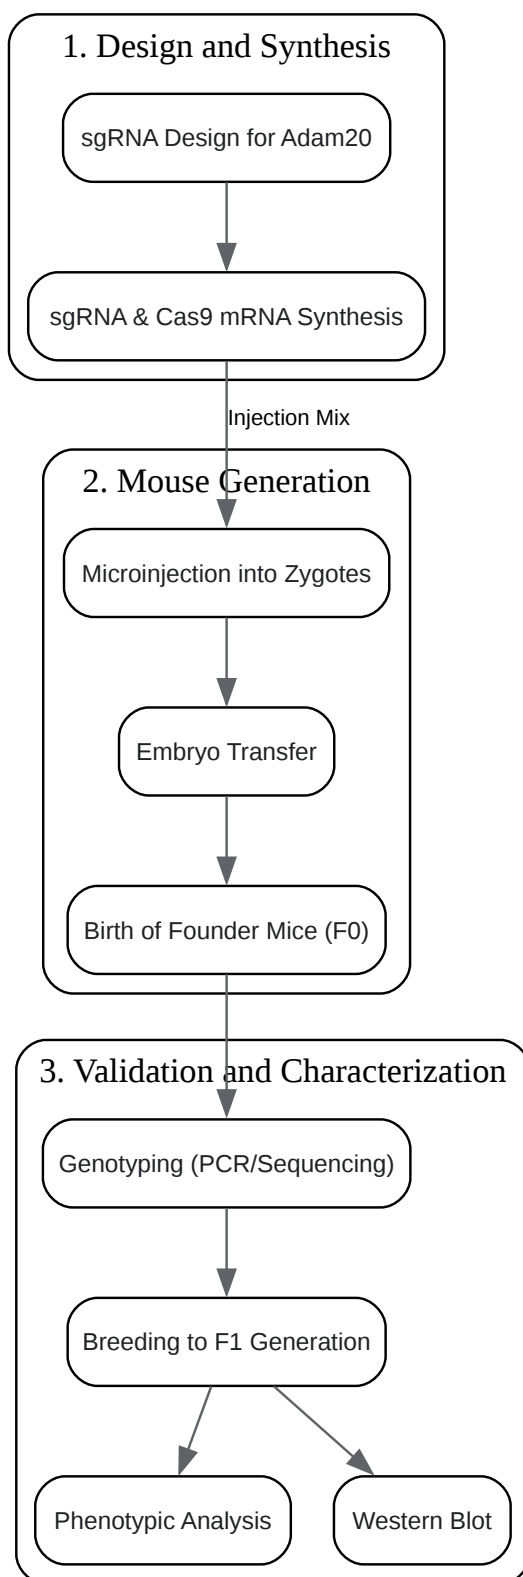 1. Design and Synthesis
sgRNA Design for Adam20
sgRNA & Cas9 mRNA Synthesis
Injection Mix
2. Mouse Generation
Microinjection into Zygotes
Embryo Transfer
Birth of Founder Mice (F0)
3. Validation and Characterization
Genotyping (PCR/Sequencing)
Breeding to F1 Generation
Phenotypic Analysis
Western Blot